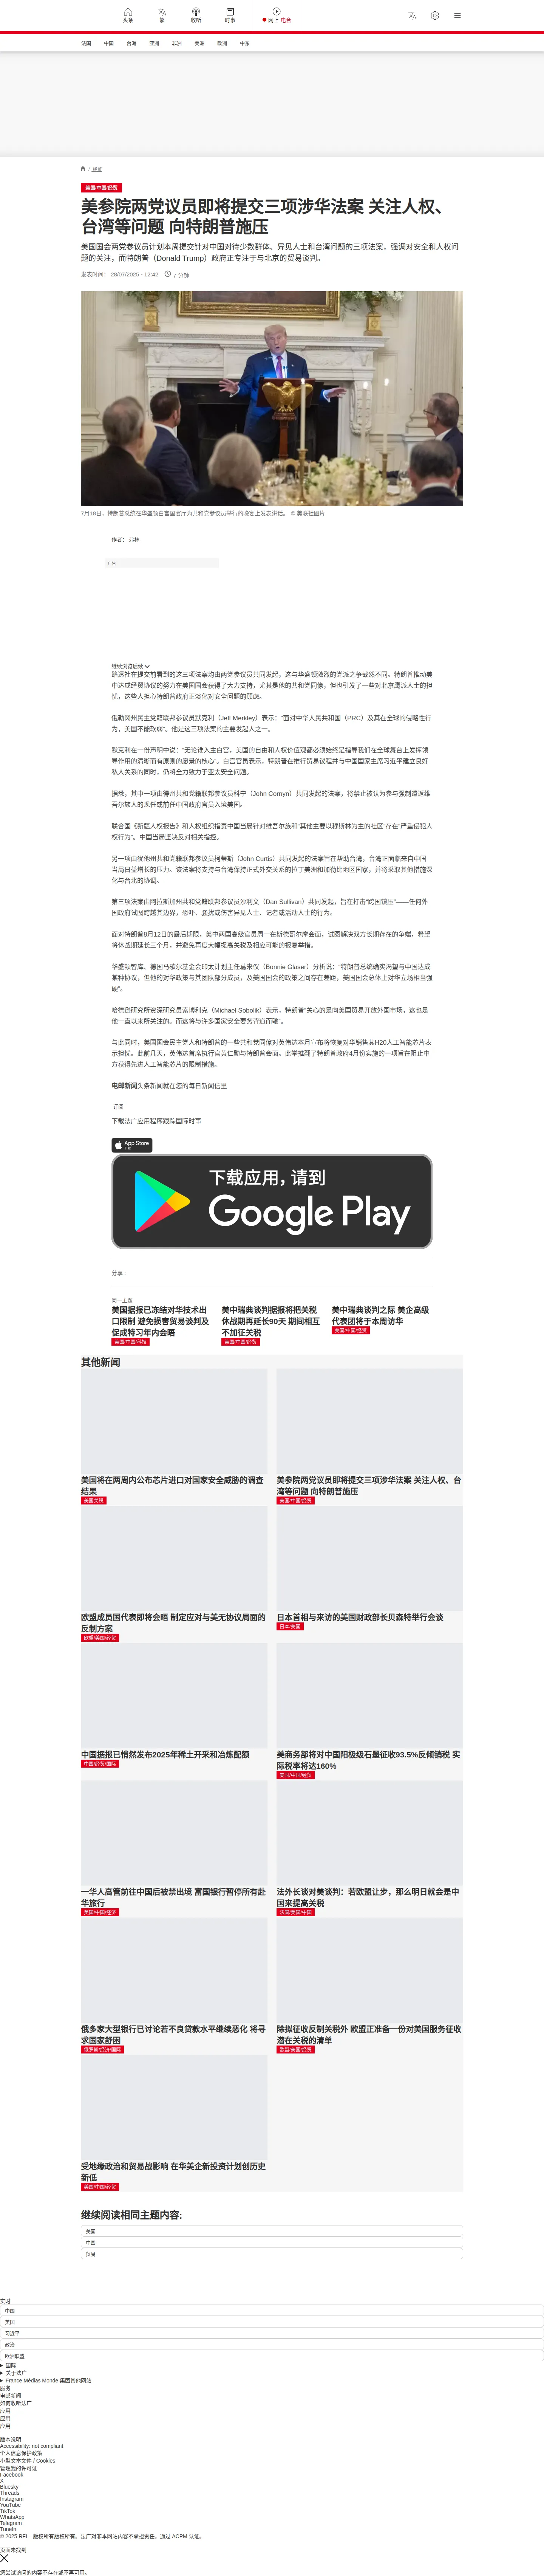 头条
繁
收听
时事
网上 电台
法国 中国 台海 亚洲 非洲 美洲 欧洲 中东
/ 经贸
美国/中国/经贸
美参院两党议员即将提交三项涉华法案 关注人权、
台湾等问题 向特朗普施压
美国国会两党参议员计划本周提交针对中国对待少数群体、异见人士和台湾问题的三项法案，强调对安全和人权问
题的关注，而特朗普（Donald Trump）政府正专注于与北京的贸易谈判。
发表时间： 28/07/2025 - 12:42 7 分钟
7月18日，特朗普总统在华盛顿白宫国宴厅为共和党参议员举行的晚宴上发表讲话。 © 美联社图片
作者： 弗林
广告
继续浏览后续
路透社在提交前看到的这三项法案均由两党参议员共同发起，这与华盛顿激烈的党派之争截然不同。特朗普推动美
中达成经贸协议的努力在美国国会获得了大力支持，尤其是他的共和党同僚，但也引发了一些对北京鹰派人士的担
忧，这些人担心特朗普政府正淡化对安全问题的顾虑。
俄勒冈州民主党籍联邦参议员默克利（Jeff Merkley）表示：“面对中华人民共和国（PRC）及其在全球的侵略性行
为，美国不能软弱”。他是这三项法案的主要发起人之一。
默克利在一份声明中说：“无论谁入主白宫，美国的自由和人权价值观都必须始终是指导我们在全球舞台上发挥领
导作用的清晰而有原则的愿景的核心”。白宫官员表示，特朗普在推行贸易议程并与中国国家主席习近平建立良好
私人关系的同时，仍将全力致力于亚太安全问题。
据悉，其中一项由得州共和党籍联邦参议员科宁（John Cornyn）共同发起的法案，将禁止被认为参与强制遣返维
吾尔族人的现任或前任中国政府官员入境美国。
联合国《新疆人权报告》和人权组织指责中国当局针对维吾尔族和“其他主要以穆斯林为主的社区”存在“严重侵犯人
权行为”。中国当局坚决反对相关指控。
另一项由犹他州共和党籍联邦参议员柯蒂斯（John Curtis）共同发起的法案旨在帮助台湾，台湾正面临来自中国
当局日益增长的压力。该法案将支持与台湾保持正式外交关系的拉丁美洲和加勒比地区国家，并将采取其他措施深
化与台北的协调。
第三项法案由阿拉斯加州共和党籍联邦参议员沙利文（Dan Sullivan）共同发起，旨在打击“跨国镇压”——任何外
国政府试图跨越其边界，恐吓、骚扰或伤害异见人士、记者或活动人士的行为。
面对特朗普8月12日的最后期限，美中两国高级官员周一在斯德哥尔摩会面，试图解决双方长期存在的争端，希望
将休战期延长三个月，并避免再度大幅提高关税及相应可能的报复举措。
华盛顿智库、德国马歇尔基金会印太计划主任葛来仪（Bonnie Glaser）分析说：“特朗普总统确实渴望与中国达成
某种协议，但他的对华政策与其团队部分成员，及美国国会的政策之间存在差距，美国国会总体上对华立场相当强
硬”。
哈德逊研究所资深研究员索博利克（Michael Sobolik）表示，特朗普“关心的是向美国贸易开放外国市场，这也是
他一直以来所关注的。而这将与许多国家安全要务背道而驰”。
与此同时，美国国会民主党人和特朗普的一些共和党同僚对英伟达本月宣布将恢复对华销售其H20人工智能芯片表
示担忧。此前几天，英伟达首席执行官黄仁勋与特朗普会面。此举推翻了特朗普政府4月份实施的一项旨在阻止中
方获得先进人工智能芯片的限制措施。
电邮新闻头条新闻就在您的每日新闻信里
订阅
下载法广应用程序跟踪国际时事
App Store
下载
下载应用，请到
Google Play
分享 :
同一主题
美国据报已冻结对华技术出
口限制 避免损害贸易谈判及
促成特习年内会晤
美国/中国/科技
美中瑞典谈判据报将把关税
休战期再延长90天 期间相互
不加征关税
美国/中国/经贸
美中瑞典谈判之际 美企高级
代表团将于本周访华
美国/中国/经贸
其他新闻
美国将在两周内公布芯片进口对国家安全威胁的调查
结果
美国关税
美参院两党议员即将提交三项涉华法案 关注人权、台
湾等问题 向特朗普施压
美国/中国/经贸
欧盟成员国代表即将会晤 制定应对与美无协议局面的
反制方案
欧盟/美国/经贸
日本首相与来访的美国财政部长贝森特举行会谈
日本/美国
中国据报已悄然发布2025年稀土开采和冶炼配额
中国/经贸/国际
美商务部将对中国阳极级石墨征收93.5%反倾销税 实
际税率将达160%
美国/中国/经贸
一华人高管前往中国后被禁出境 富国银行暂停所有赴
华旅行
美国/中国/经济
法外长谈对美谈判：若欧盟让步，那么明日就会是中
国来提高关税
法国/美国/中国
俄多家大型银行已讨论若不良贷款水平继续恶化 将寻
求国家舒困
俄罗斯/经济/国际
除拟征收反制关税外 欧盟正准备一份对美国服务征收
潜在关税的清单
欧盟/美国/经贸
受地缘政治和贸易战影响 在华美企新投资计划创历史
新低
美国/中国/经贸
继续阅读相同主题内容:
美国
中国
贸易
实时
中国
美国
习近平
政治
欧洲联盟
国际
关于法广
France Médias Monde 集团其他网站
服务
电邮新闻
如何收听法广
应用
应用
应用
版本说明
Accessibility: not compliant
个人信息保护政策
小型文本文件 / Cookies
管理我的许可证
Facebook
X
Bluesky
Threads
Instagram
YouTube
TikTok
WhatsApp
Telegram
TuneIn
© 2025 RFI – 版权所有版权所有。法广对非本网站内容不承担责任。通过 ACPM 认证。
页面未找到
您尝试访问的内容不存在或不再可用。